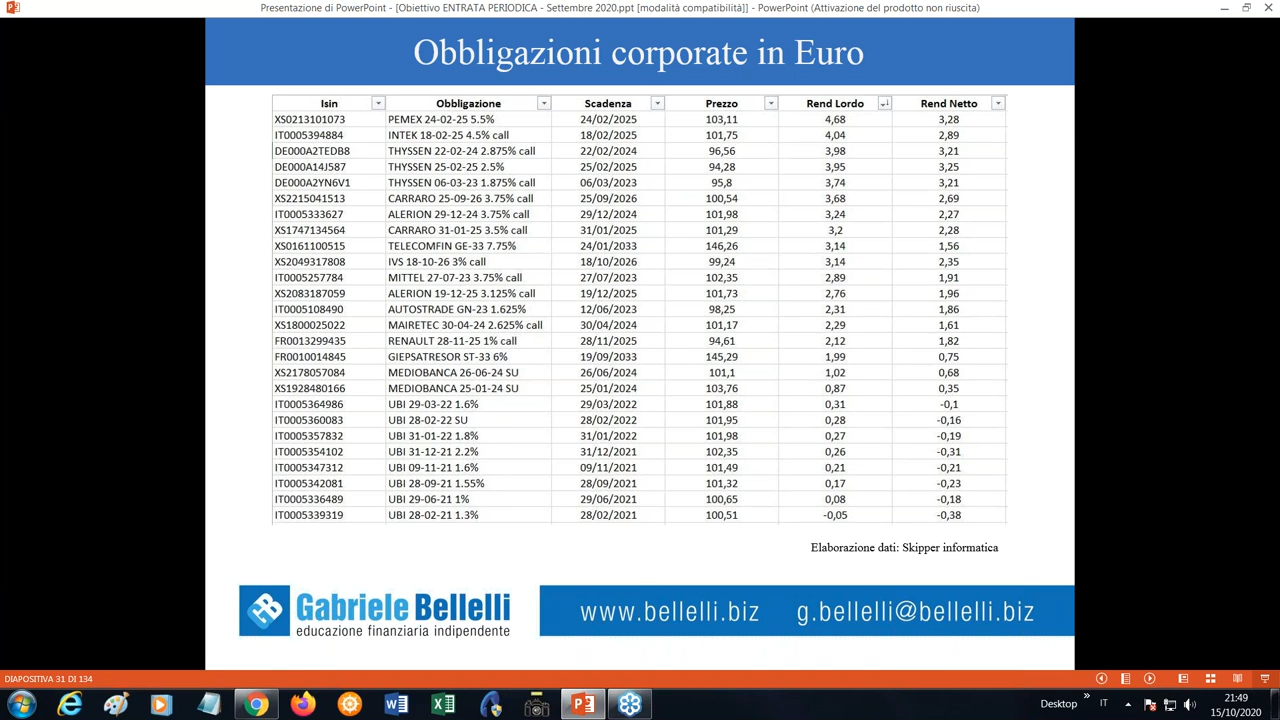 Presentazione di PowerPoint - [Obiettivo ENTRATA PERIODICA - Settembre 2020.ppt [modalità compatibilità]] - PowerPoint (Attivazione del prodotto non riuscita)
Obbligazioni corporate in Euro
Isin Obbligazione Scadenza Prezzo Rend Lordo Rend Netto
XS0213101073 PEMEX 24-02-25 5.5% 24/02/2025 103,11 4,68 3,28
IT0005394884 INTEK 18-02-25 4.5% call 18/02/2025 101,75 4,04 2,89
DE000A2TEDB8 THYSSEN 22-02-24 2.875% call 22/02/2024 96,56 3,98 3,21
DE000A14J587 THYSSEN 25-02-25 2.5% 25/02/2025 94,28 3,95 3,25
DE000A2YN6V1 THYSSEN 06-03-23 1.875% call 06/03/2023 95,8 3,74 3,21
XS2215041513 CARRARO 25-09-26 3.75% call 25/09/2026 100,54 3,68 2,69
IT0005333627 ALERION 29-12-24 3.75% call 29/12/2024 101,98 3,24 2,27
XS1747134564 CARRARO 31-01-25 3.5% call 31/01/2025 101,29 3,2 2,28
XS0161100515 TELECOMFIN GE-33 7.75% 24/01/2033 146,26 3,14 1,56
XS2049317808 IVS 18-10-26 3% call 18/10/2026 99,24 3,14 2,35
IT0005257784 MITTEL 27-07-23 3.75% call 27/07/2023 102,35 2,89 1,91
XS2083187059 ALERION 19-12-25 3.125% call 19/12/2025 101,73 2,76 1,96
IT0005108490 AUTOSTRADE GN-23 1.625% 12/06/2023 98,25 2,31 1,86
XS1800025022 MAIRETEC 30-04-24 2.625% call 30/04/2024 101,17 2,29 1,61
FR0013299435 RENAULT 28-11-25 1% call 28/11/2025 94,61 2,12 1,82
FR0010014845 GIEPSATRESOR ST-33 6% 19/09/2033 145,29 1,99 0,75
XS2178057084 MEDIOBANCA 26-06-24 SU 26/06/2024 101,1 1,02 0,68
XS1928480166 MEDIOBANCA 25-01-24 SU 25/01/2024 103,76 0,87 0,35
IT0005364986 UBI 29-03-22 1.6% 29/03/2022 101,88 0,31 -0,1
IT0005360083 UBI 28-02-22 SU 28/02/2022 101,95 0,28 -0,16
IT0005357832 UBI 31-01-22 1.8% 31/01/2022 101,98 0,27 -0,19
IT0005354102 UBI 31-12-21 2.2% 31/12/2021 102,35 0,26 -0,31
IT0005347312 UBI 09-11-21 1.6% 09/11/2021 101,49 0,21 -0,21
IT0005342081 UBI 28-09-21 1.55% 28/09/2021 101,32 0,17 -0,23
IT0005336489 UBI 29-06-21 1% 29/06/2021 100,65 0,08 -0,18
IT0005339319 UBI 28-02-21 1.3% 28/02/2021 100,51 -0,05 -0,38
Elaborazione dati: Skipper informatica
Gabriele Bellelli
educazione finanziaria indipendente
www.bellelli.biz g.bellelli@bellelli.biz
DIAPOSITIVA 31 DI 134
Desktop » IT 21:49
15/10/2020